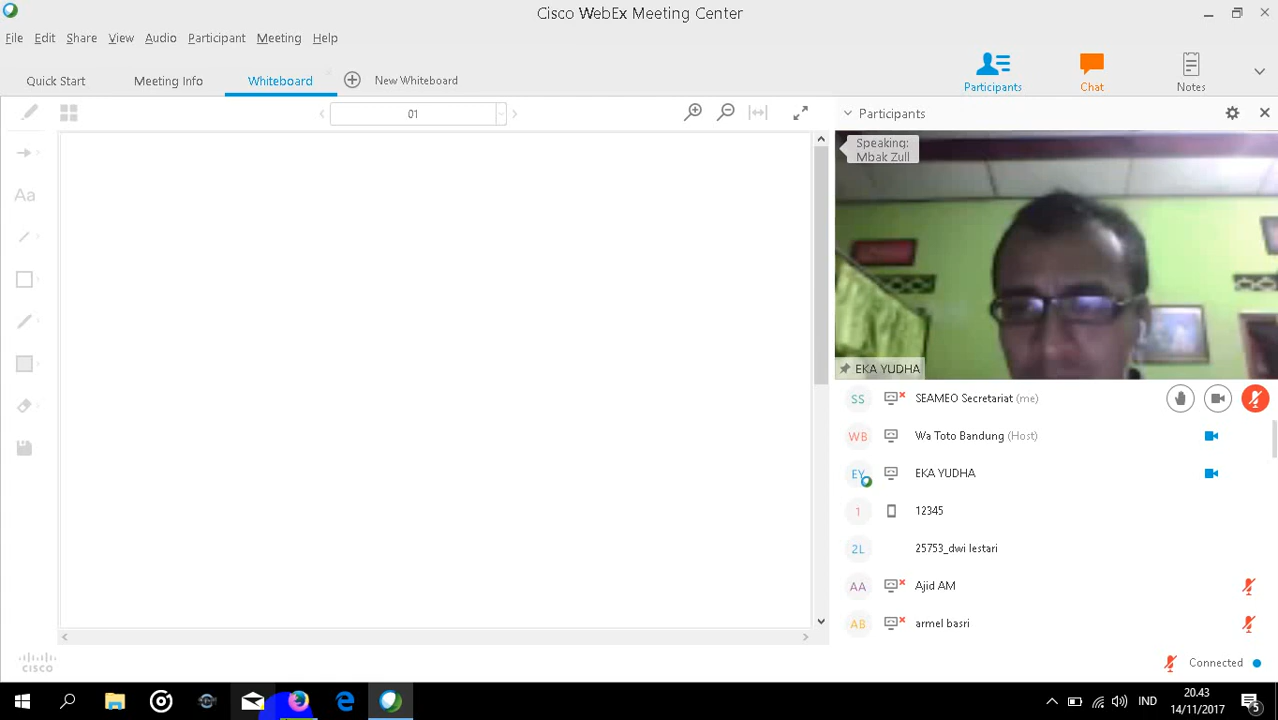 Cisco WebEx Meeting Center
File Edit Share View Audio Participant Meeting Help
Quick Start Meeting Info Whiteboard New Whiteboard
Participants Chat Notes
01
Aa
Participants
Speaking:
Mbak Zull
EKA YUDHA
SS SEAMEO Secretariat (me)
WB Wa Toto Bandung (Host)
EY EKA YUDHA
1 12345
2L 25753_dwi lestari
AA Ajid AM
AB armel basri
cisco
Connected
IND
20.43
14/11/2017
5